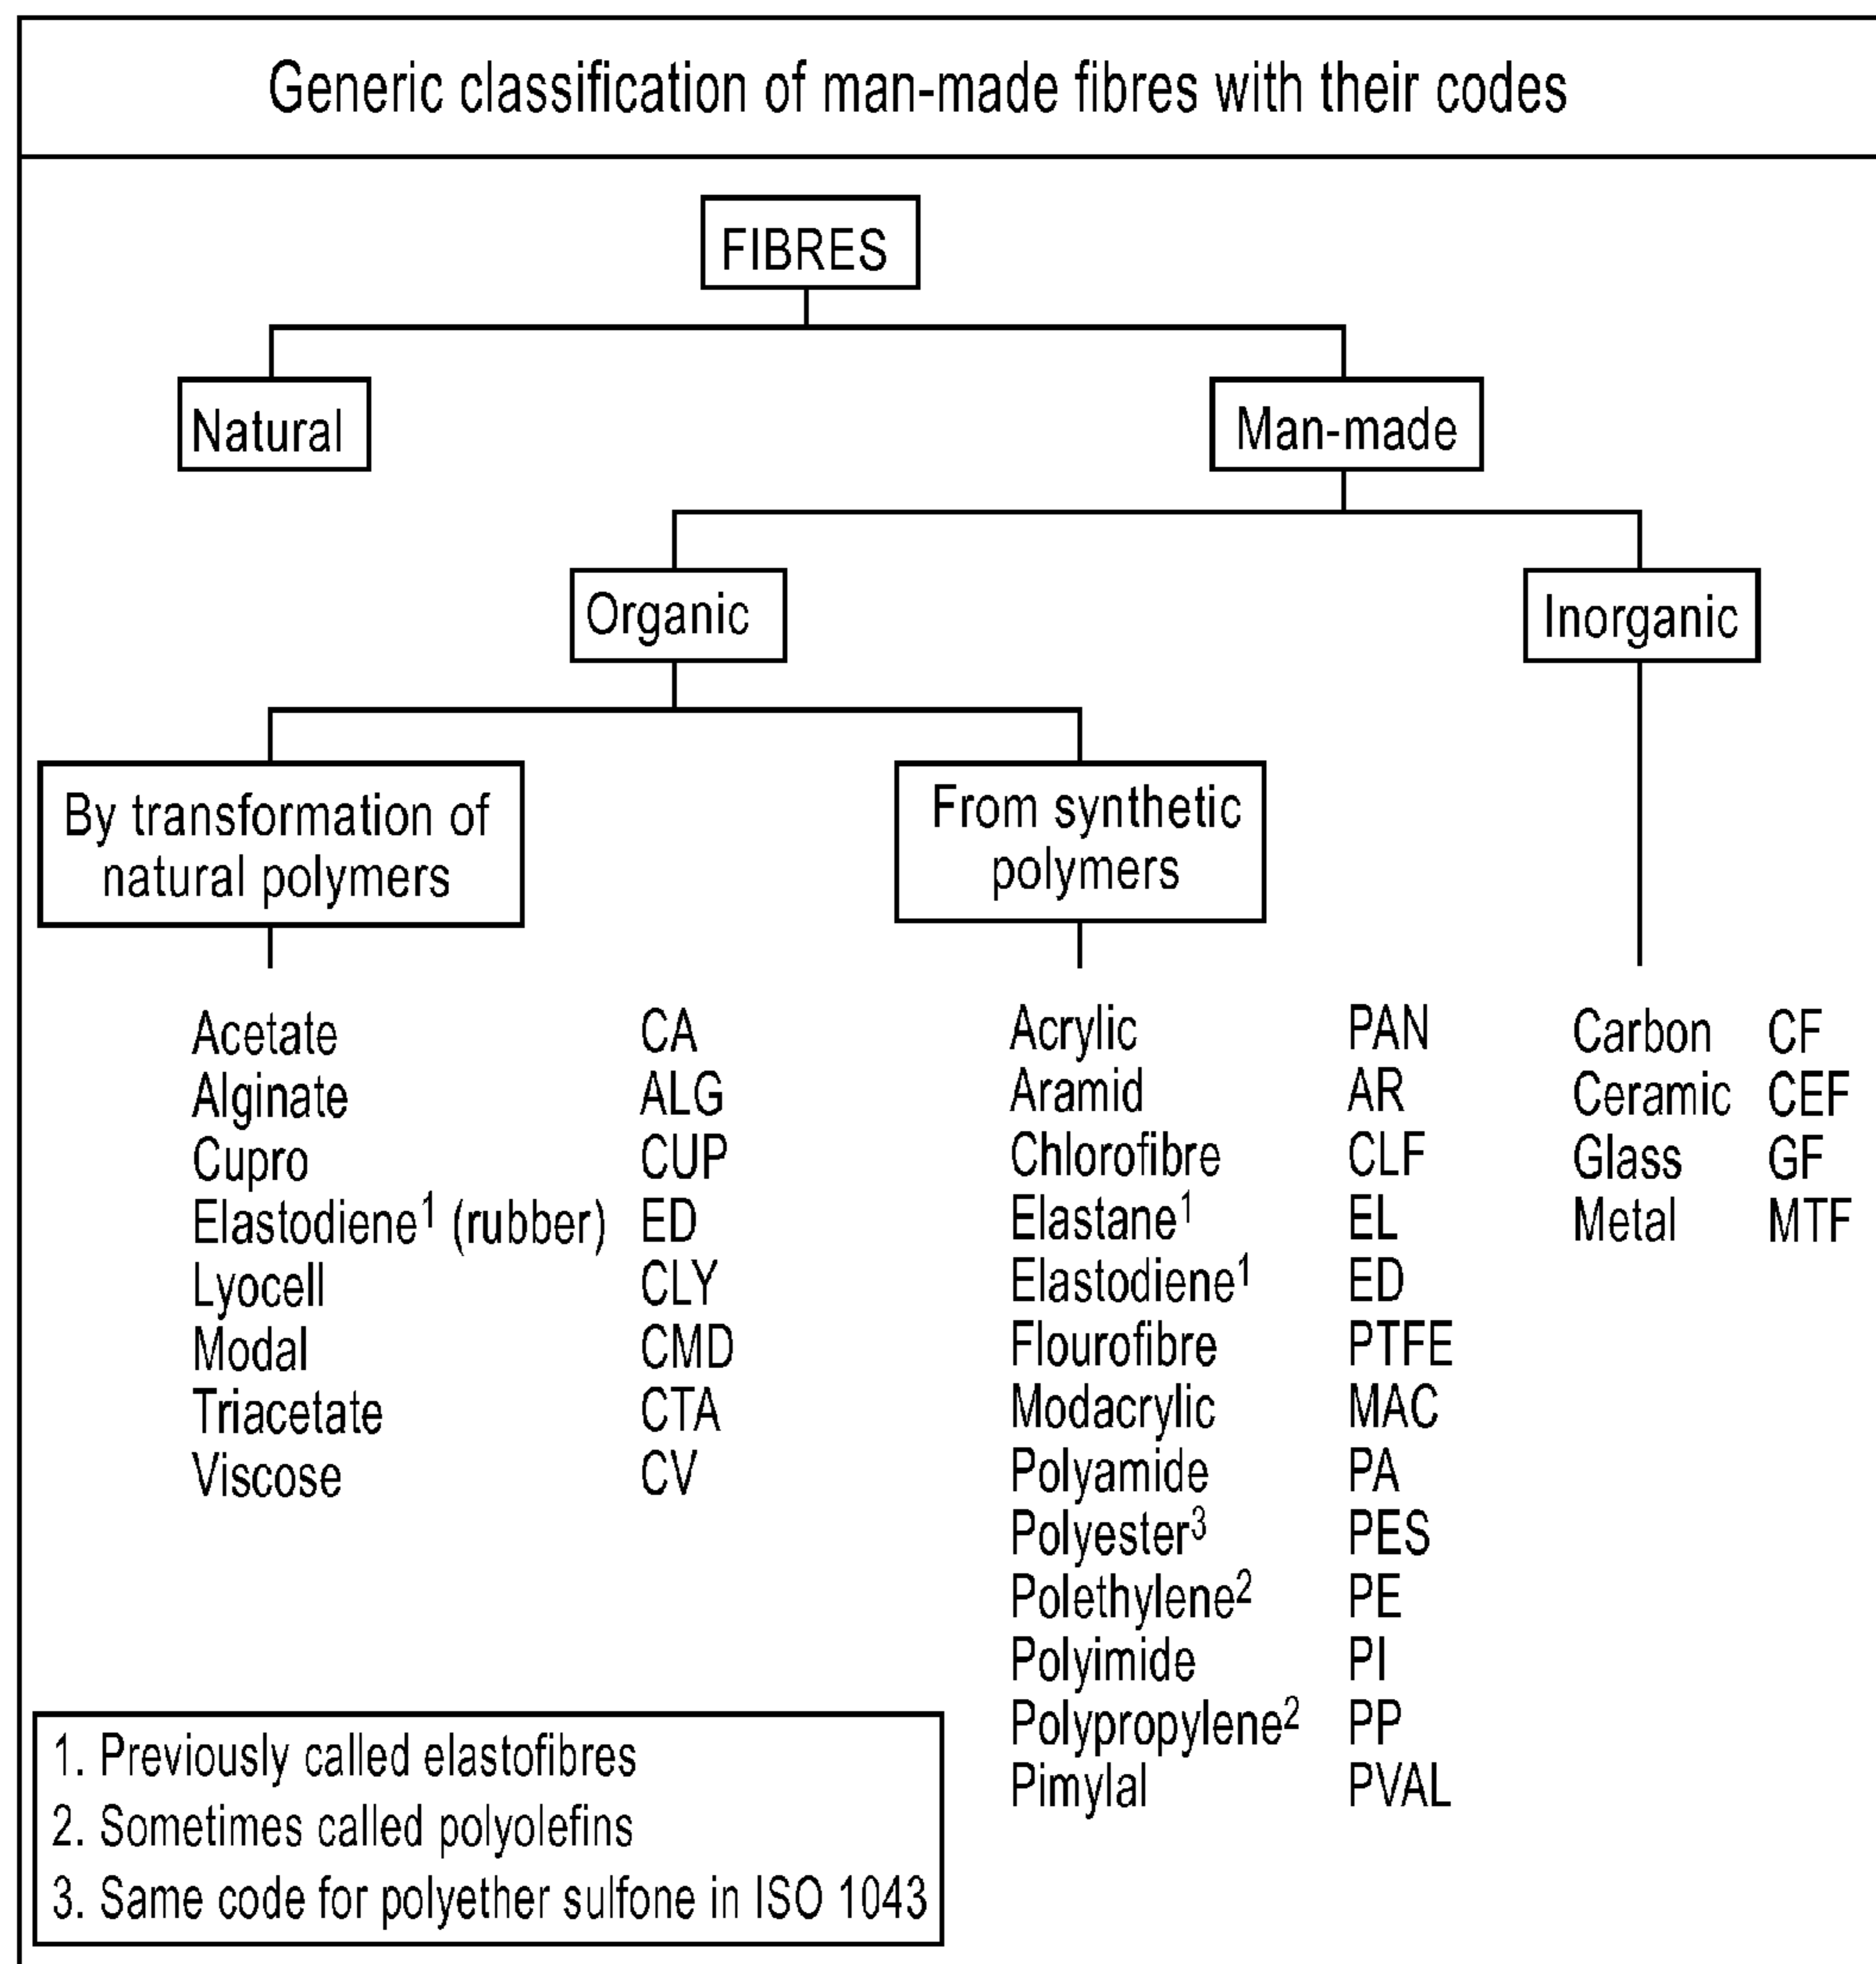 Generic classification of man-made fibres with their codes
FIBRES
Natural
Man-made
Organic
Inorganic
By transformation of
natural polymers
From synthetic
polymers
Acetate CA
Alginate ALG
Cupro CUP
Elastodiene¹ (rubber) ED
Lyocell CLY
Modal CMD
Triacetate CTA
Viscose CV
Acrylic PAN
Aramid AR
Chlorofibre CLF
Elastane¹ EL
Elastodiene¹ ED
Flourofibre PTFE
Modacrylic MAC
Polyamide PA
Polyester³ PES
Polethylene² PE
Polyimide PI
Polypropylene² PP
Pimylal PVAL
Carbon CF
Ceramic CEF
Glass GF
Metal MTF
1. Previously called elastofibres
2. Sometimes called polyolefins
3. Same code for polyether sulfone in ISO 1043